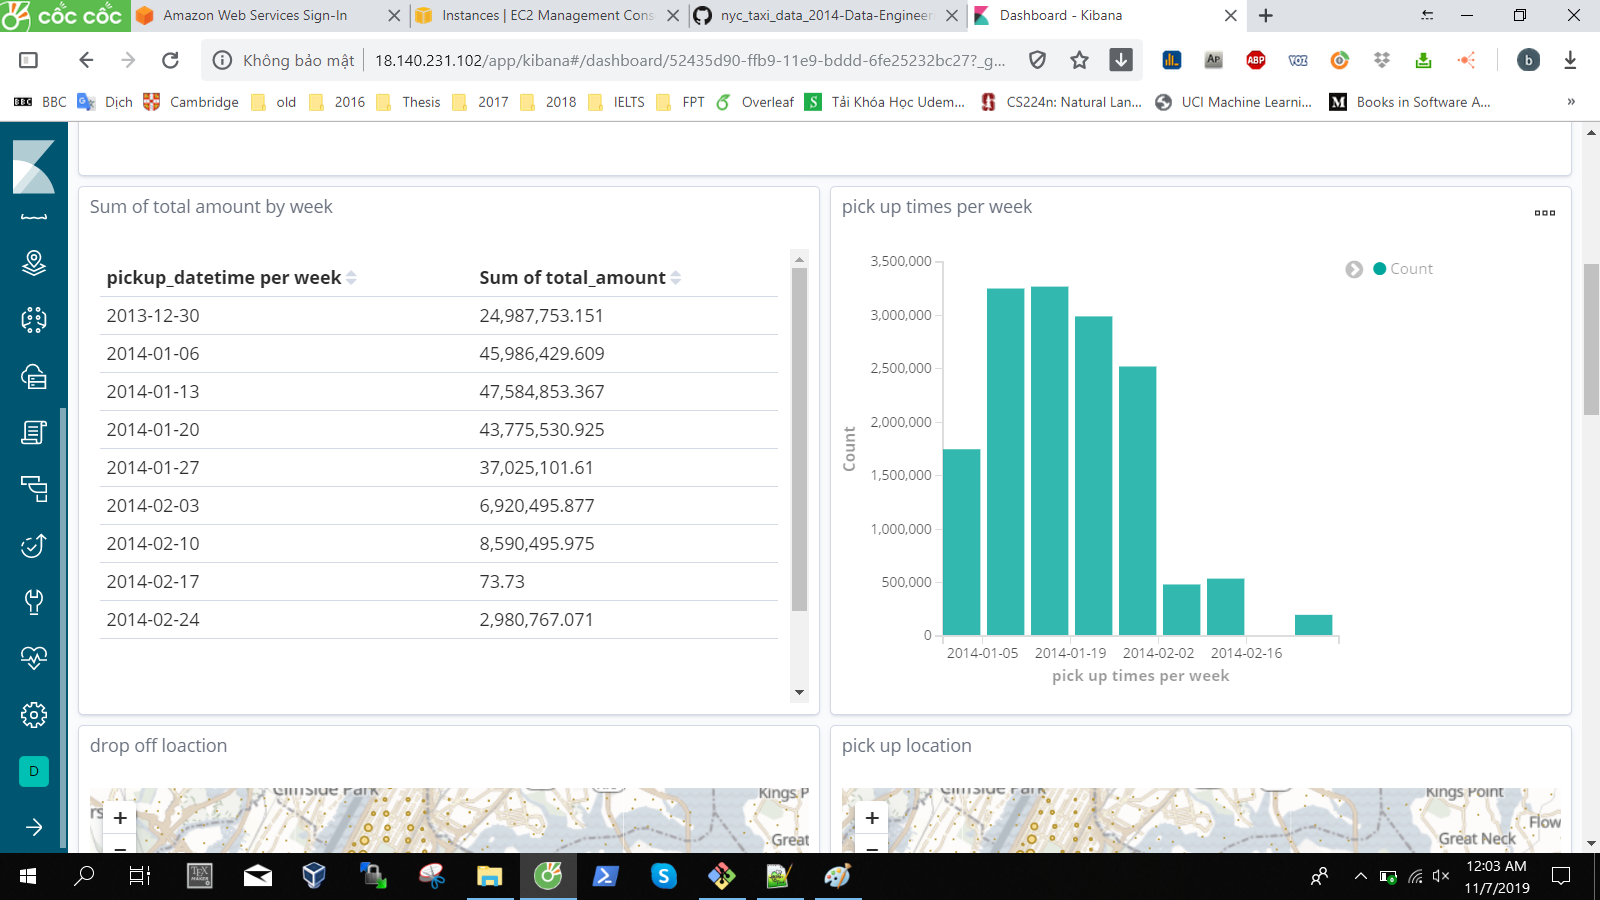 cốc cốc
Amazon Web Services Sign-In
Instances | EC2 Management Cons
nyc_taxi_data_2014-Data-Engineer
Dashboard - Kibana
Không bảo mật
18.140.231.102/app/kibana#/dashboard/52435d90-ffb9-11e9-bddd-6fe25232bc27?_g...
Ap
ABP
VOZ
b
BBC BBC
Dịch
Cambridge
old
2016
Thesis
2017
2018
IELTS
FPT
Overleaf
S Tải Khóa Học Udem...
CS224n: Natural Lan...
UCI Machine Learni...
M Books in Software A...
»
Sum of total amount by week
pickup_datetime per week Sum of total_amount
2013-12-30 24,987,753.151
2014-01-06 45,986,429.609
2014-01-13 47,584,853.367
2014-01-20 43,775,530.925
2014-01-27 37,025,101.61
2014-02-03 6,920,495.877
2014-02-10 8,590,495.975
2014-02-17 73.73
2014-02-24 2,980,767.071
pick up times per week
3,500,000
3,000,000
2,500,000
2,000,000
1,500,000
1,000,000
500,000
0
Count
2014-01-05 2014-01-19 2014-02-02 2014-02-16
pick up times per week
Count
D
drop off loaction
+
−
Cliffside Park
Kings P
Great
pick up location
+
−
Kings Point
Great Neck
Flow
TEX
MAKER
S
12:03 AM
11/7/2019